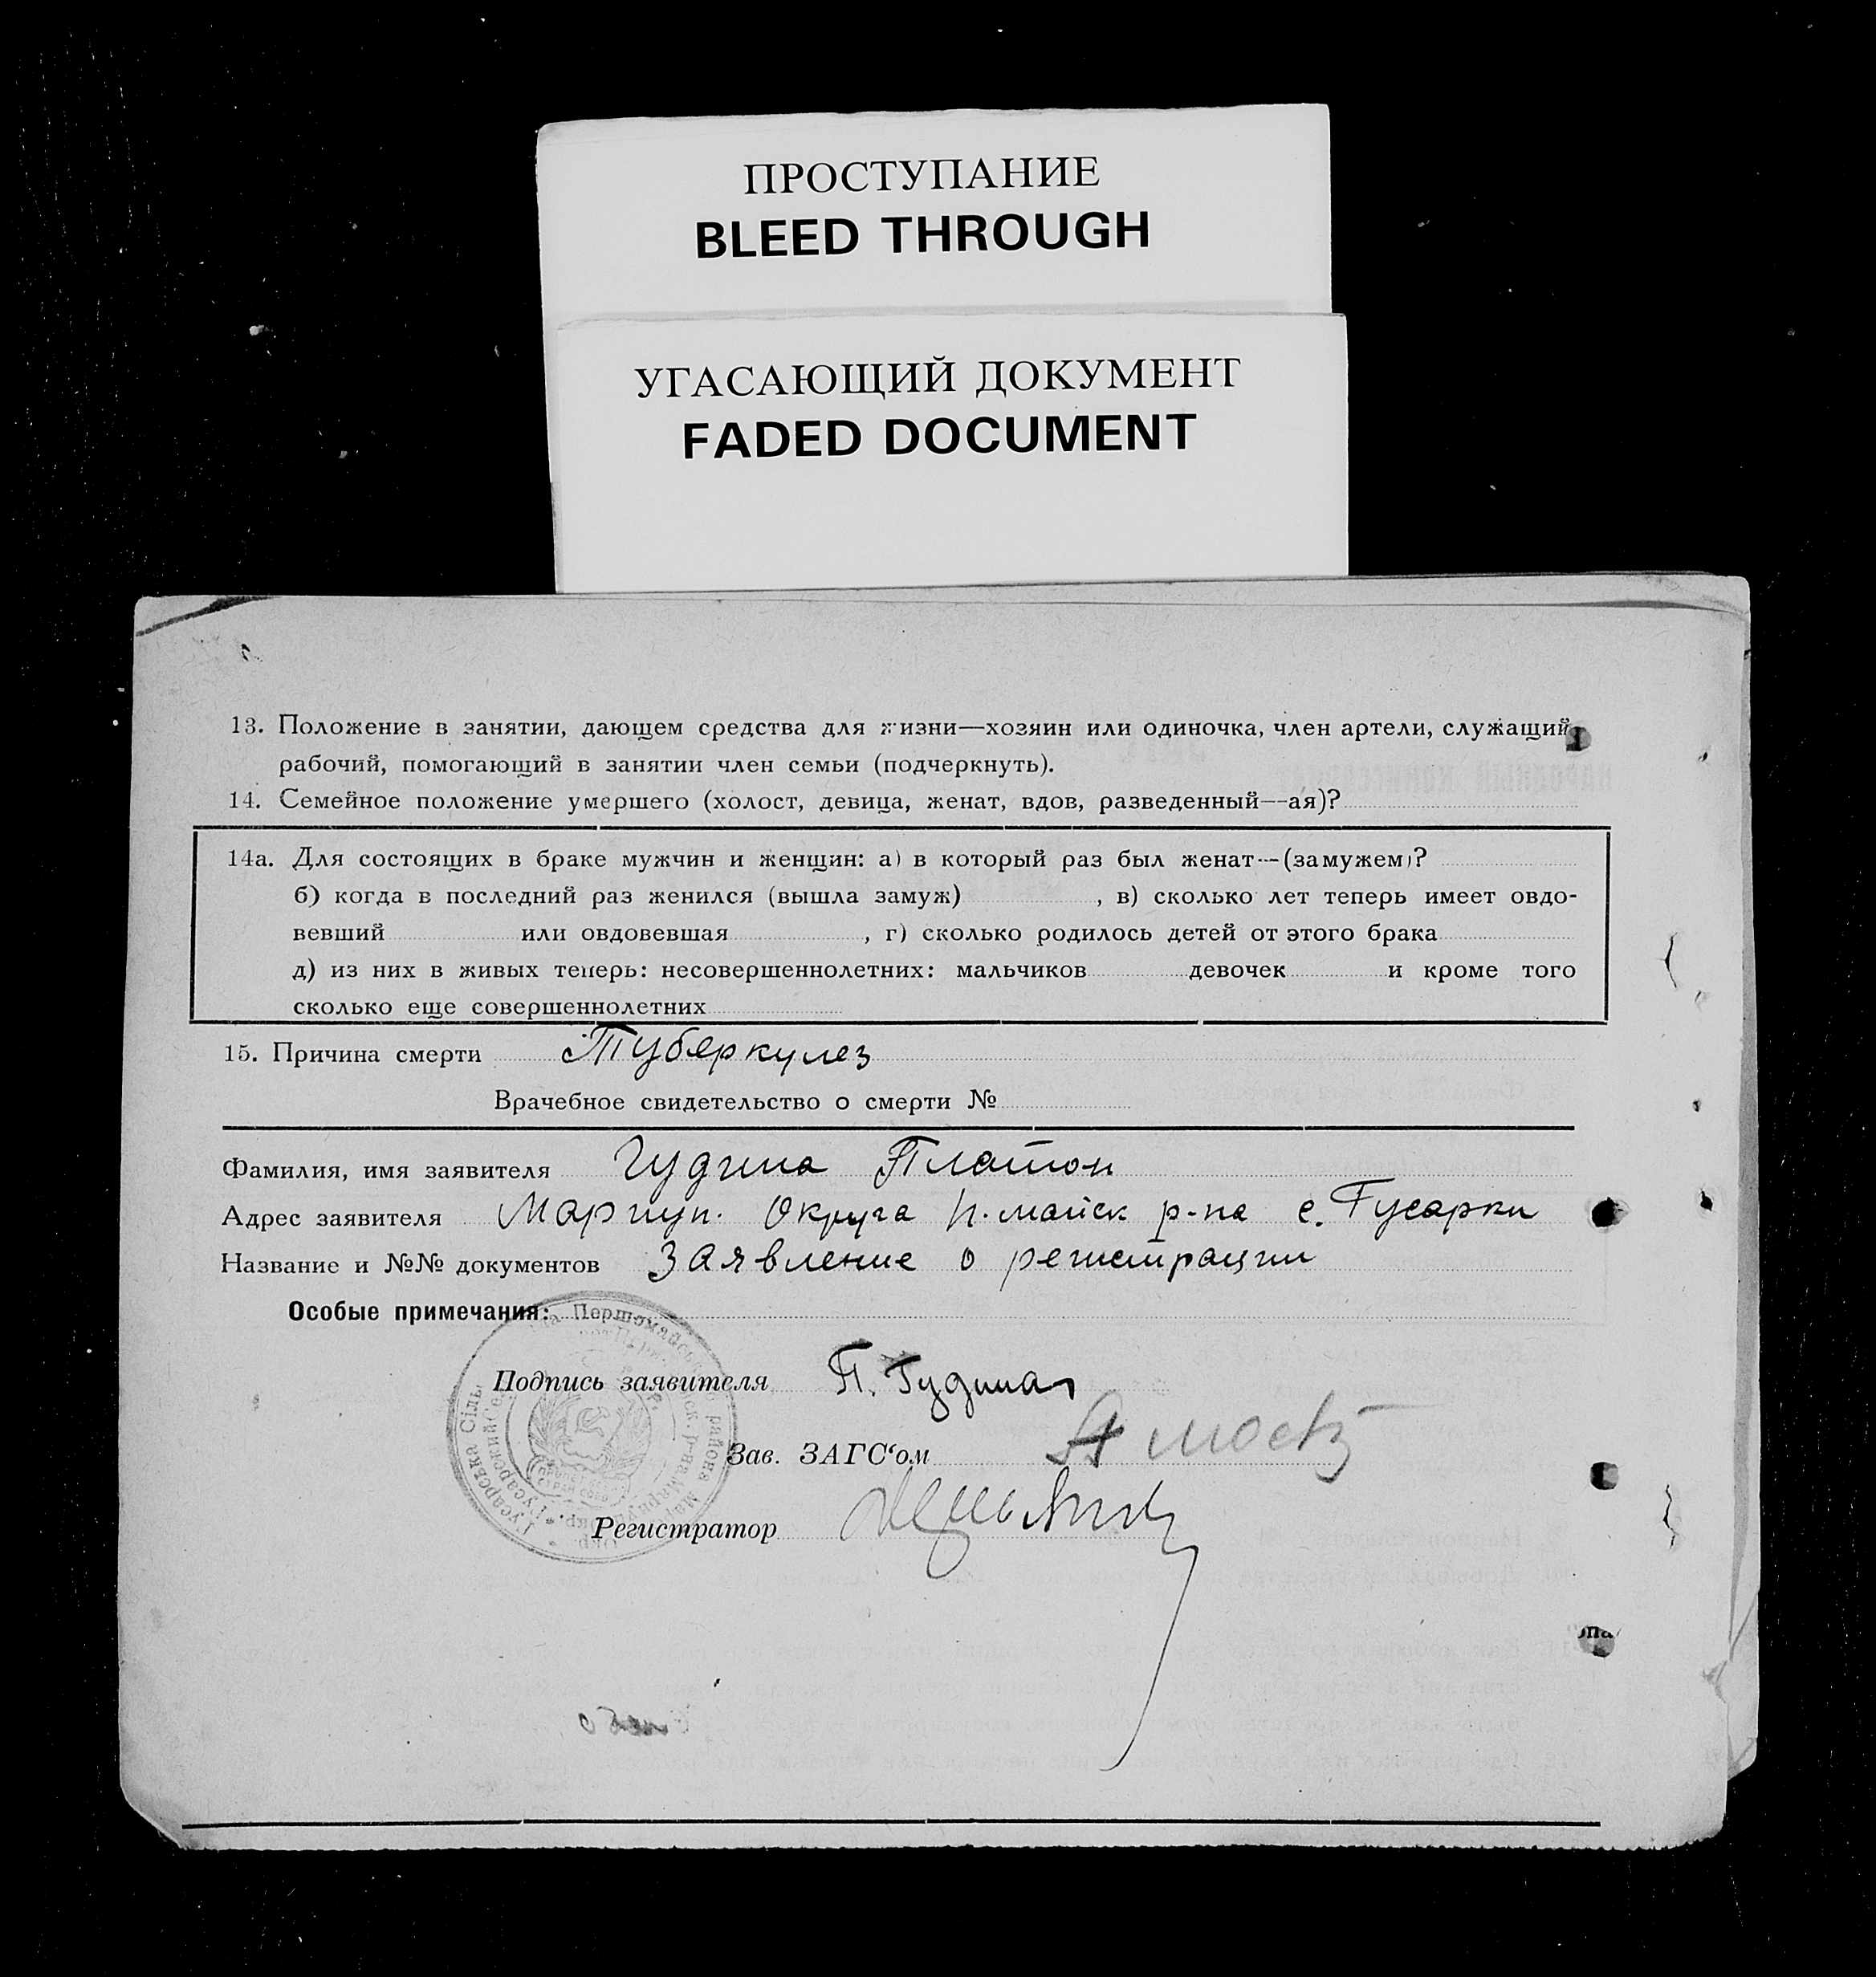 ПРОСТУПАНИЕ
BLEED THROUGH
УГАСАЮЩИЙ ДОКУМЕНТ
FADED DOCUMENT
13. Положение в занятии, дающем средства для жизни—хозяин или одиночка, член артели, служащий,
рабочий, помогающий в занятии член семьи (подчеркнуть).
14. Семейное положение умершего (холост, девица, женат, вдов, разведенный—ая)?
14а. Для состоящих в браке мужчин и женщин: а) в который раз был женат—(замужем)?
б) когда в последний раз женился (вышла замуж) , в) сколько лет теперь имеет овдо-
вевший или овдовевшая , г) сколько родилось детей от этого брака
д) из них в живых теперь: несовершеннолетних: мальчиков девочек и кроме того
сколько еще совершеннолетних
15. Причина смерти Туберкулез
Врачебное свидетельство о смерти №
Фамилия, имя заявителя Гудина Платон
Адрес заявителя Мариуп. Округа П. майск р-на с. Гусарки
Название и №№ документов Заявление о регистрации
Особые примечания:
Подпись заявителя П. Гудина
Зав. ЗАГС‘ом
Регистратор